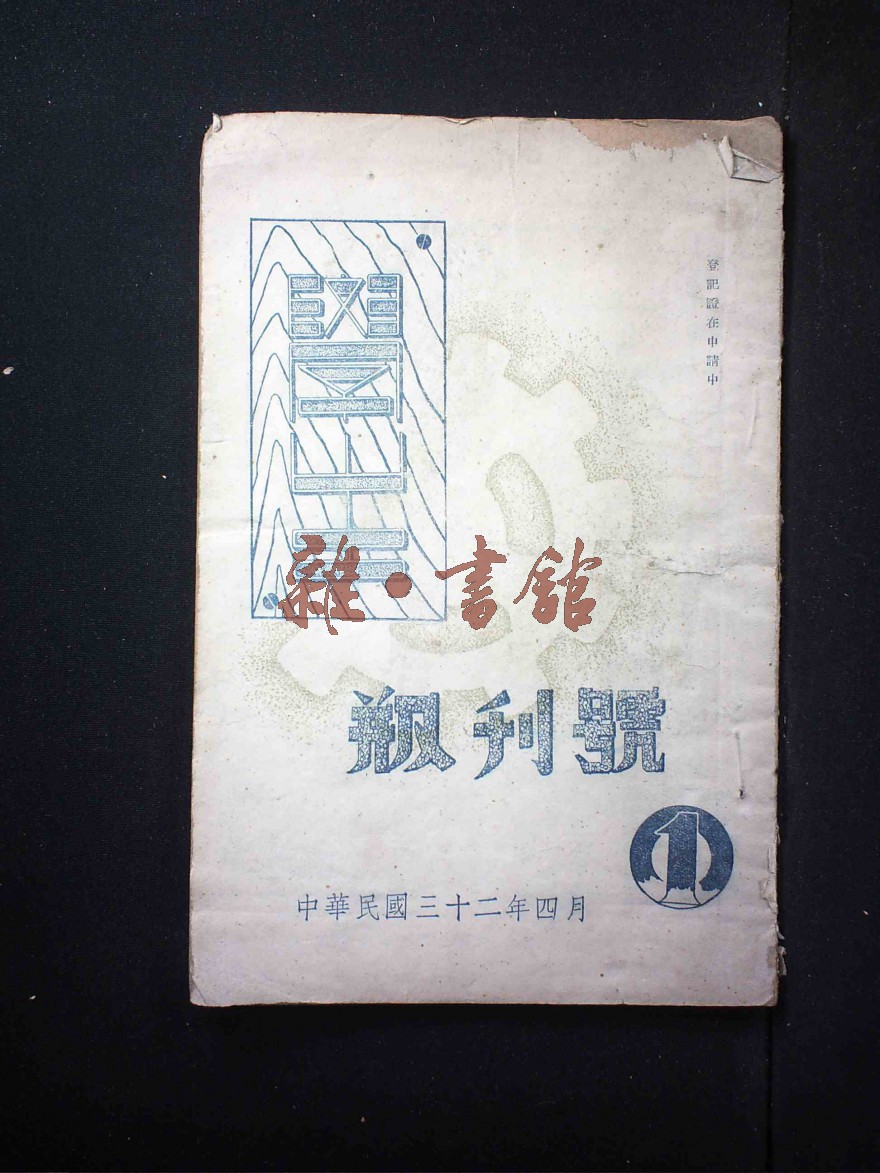 登記證在申請中
剏刊號
1
中華民國三十二年四月
雜·書館